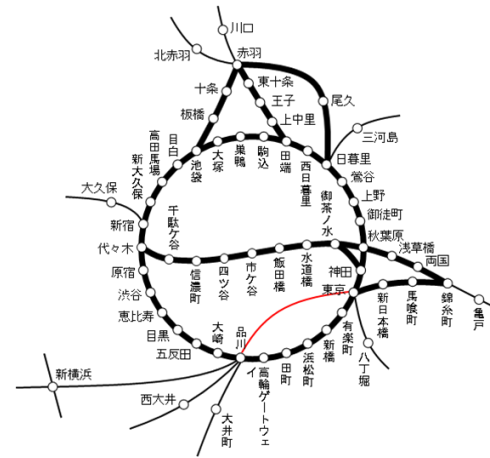 川口
北赤羽
赤羽
十条
東十条
王子
尾久
板橋
上中里
三河島
目白
高田馬場
新大久保
池袋
大塚
巣鴨
駒込
田端
西日暮里
日暮里
鶯谷
上野
御徒町
大久保
千駄ケ谷
御茶ノ水
新宿
秋葉原
代々木
浅草橋
両国
原宿
信濃町
四ツ谷
市ケ谷
飯田橋
水道橋
神田
東京
渋谷
新日本橋
馬喰町
錦糸町
亀戸
恵比寿
目黒
五反田
大崎
品川
有楽町
新橋
浜松町
田町
高輪ゲートウェ
イ
八丁堀
新横浜
西大井
大井町